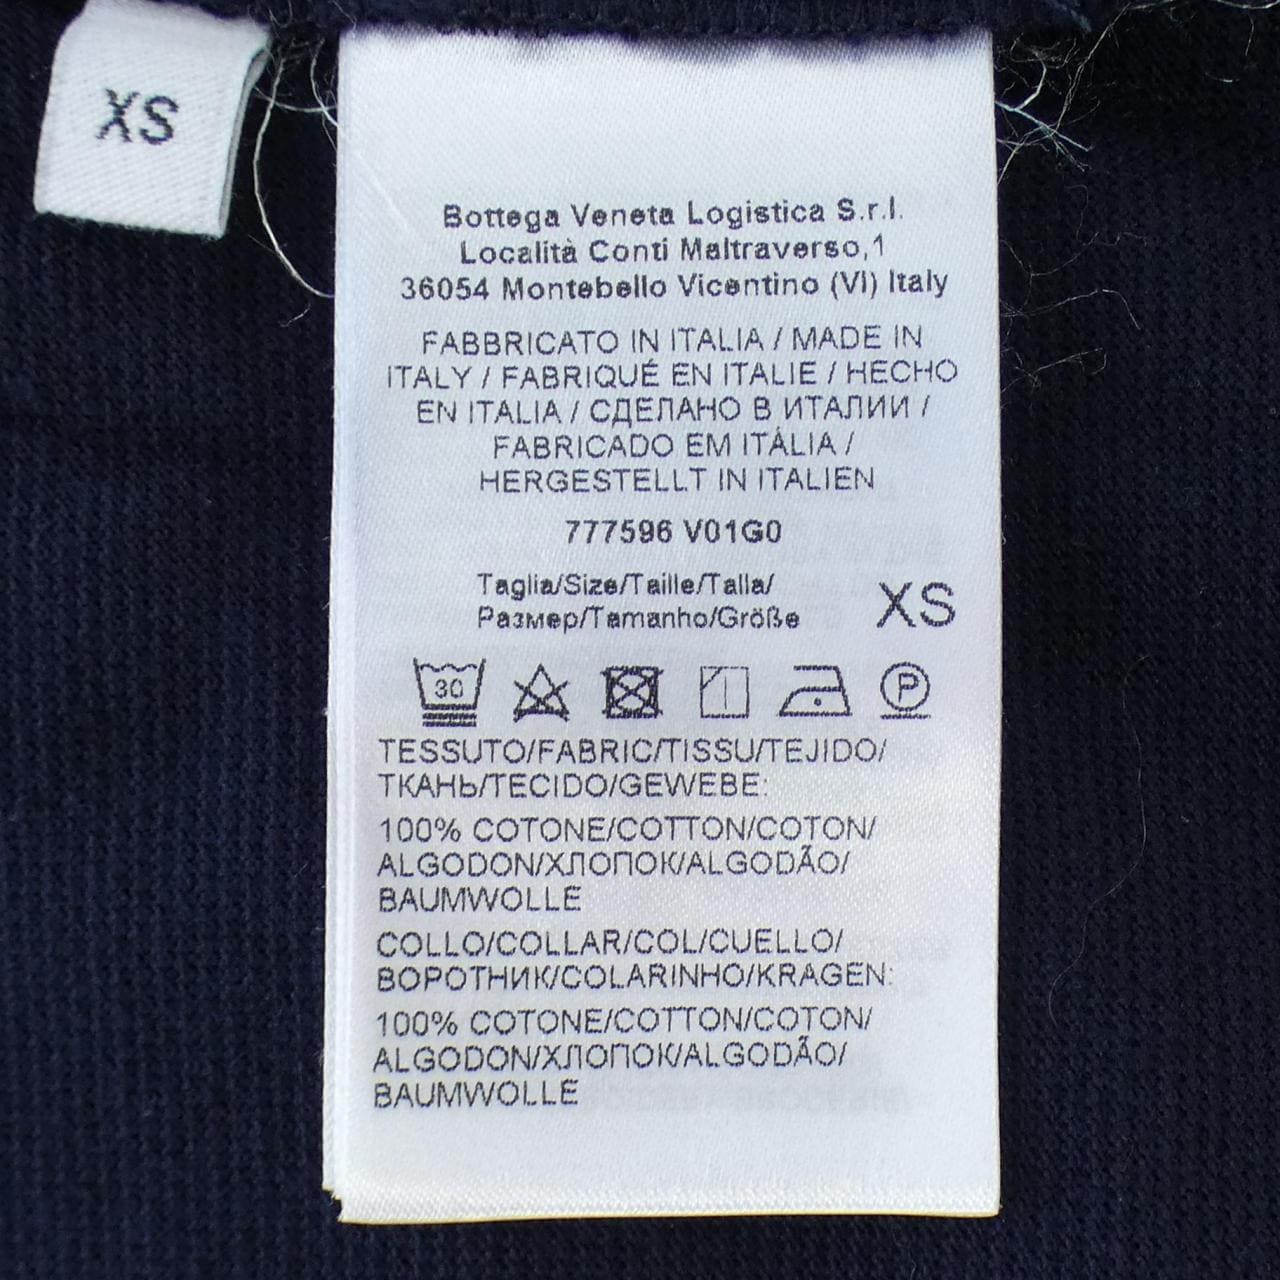 XS
Bottega Veneta Logistica S.r.l.
Località Conti Maltraverso,1
36054 Montebello Vicentino (VI) Italy
FABBRICATO IN ITALIA / MADE IN
ITALY / FABRIQUÉ EN ITALIE / HECHO
EN ITALIA / СДЕЛАНО В ИТАЛИИ /
FABRICADO EM ITÁLIA /
HERGESTELLT IN ITALIEN
777596 V01G0
Taglia/Size/Taille/Talla/
Размер/Tamanho/Größe
XS
30
P
TESSUTO/FABRIC/TISSU/TEJIDO/
ТКАНЬ/TECIDO/GEWEBE:
100% COTONE/COTTON/COTON/
ALGODON/ХЛОПОК/ALGODÃO/
BAUMWOLLE
COLLO/COLLAR/COL/CUELLO/
ВОРОТНИК/COLARINHO/KRAGEN:
100% COTONE/COTTON/COTON/
ALGODON/ХЛОПОК/ALGODÃO/
BAUMWOLLE